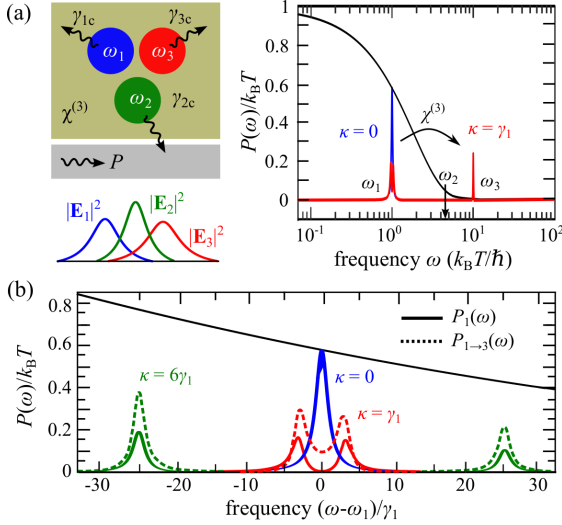 (a)
γ1c
γ3c
ω1
ω3
ω2
χ(3)
γ2c
P
|E1|²
|E2|²
|E3|²
P(ω)/kBT
1
0.8
0.6
0.4
0.2
0
κ = 0
χ(3)
κ = γ1
ω1
ω2
ω3
10-1
100
101
102
frequency ω (kBT/ℏ)
(b)
P(ω)/kBT
0.8
0.6
0.4
0.2
0
P1(ω)
P1→3(ω)
κ = 6γ1
κ = 0
κ = γ1
-30 -20 -10 0 10 20 30
frequency (ω-ω1)/γ1